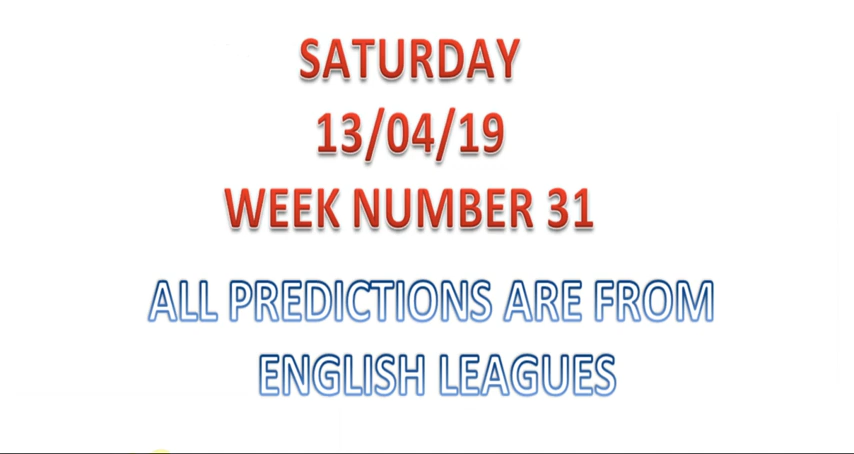 SATURDAY
13/04/19
WEEK NUMBER 31
ALL PREDICTIONS ARE FROM
ENGLISH LEAGUES